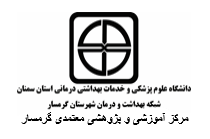 دانشگاه علوم پزشکی و خدمات بهداشتی درمانی استان سمنان
شبکه بهداشت و درمان شهرستان گرمسار
مرکز آموزشی و پژوهشی معتمدی گرمسار